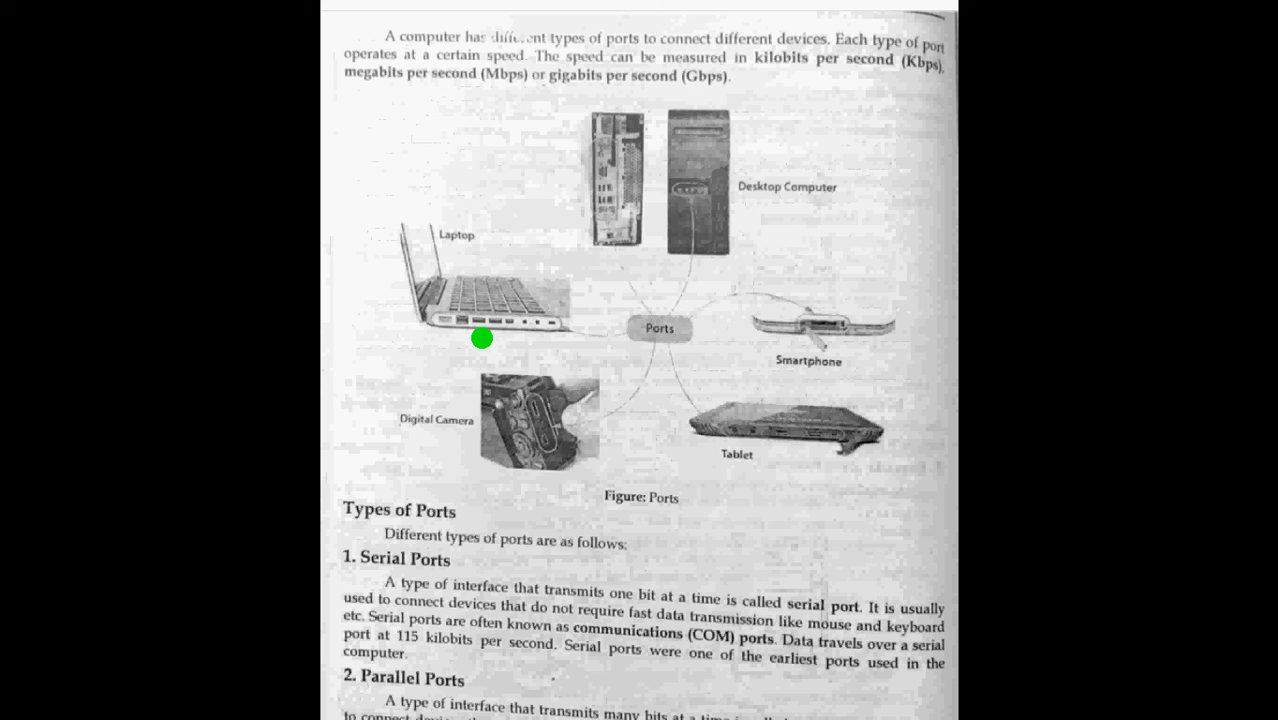 A computer has different types of ports to connect different devices. Each type of port
operates at a certain speed. The speed can be measured in kilobits per second (Kbps),
megabits per second (Mbps) or gigabits per second (Gbps).
Desktop Computer
Laptop
Ports
Smartphone
Digital Camera
Tablet
Figure: Ports
Types of Ports
Different types of ports are as follows:
1. Serial Ports
A type of interface that transmits one bit at a time is called serial port. It is usually
used to connect devices that do not require fast data transmission like mouse and keyboard
etc. Serial ports are often known as communications (COM) ports. Data travels over a serial
port at 115 kilobits per second. Serial ports were one of the earliest ports used in the
computer.
2. Parallel Ports
A type of interface that transmits many bits at a time
to connect